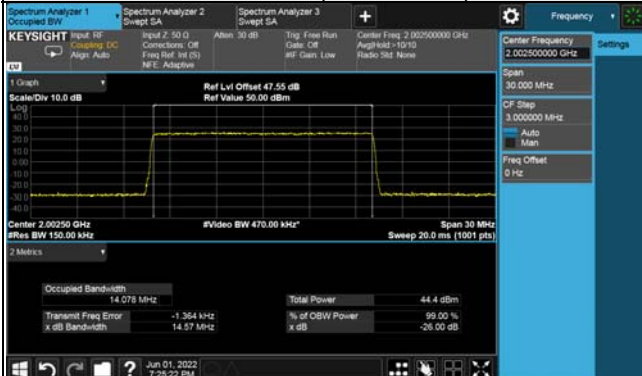 Spectrum Analyzer 1
Occupied BW
Spectrum Analyzer 2
Swept SA
Spectrum Analyzer 3
Swept SA
Frequency
KEYSIGHT
Input: RF
Coupling: DC
Align: Auto
Input Z: 50 Ω
Corrections: Off
Freq Ref: Int (S)
NFE: Adaptive
Atten: 30 dB
Trig: Free Run
Gate: Off
#IF Gain: Low
Center Freq: 2.002500000 GHz
Avg|Hold:>10/10
Radio Std: None
LXI
1 Graph
Scale/Div 10.0 dB
Ref Lvl Offset 47.55 dB
Ref Value 50.00 dBm
Log
40.0
30.0
20.0
10.0
0.00
-10.0
-20.0
-30.0
-40.0
Center 2.00250 GHz
#Res BW 150.00 kHz
#Video BW 470.00 kHz*
Span 30 MHz
Sweep 20.0 ms (1001 pts)
2 Metrics
Occupied Bandwidth
14.078 MHz
Total Power 44.4 dBm
Transmit Freq Error -1.364 kHz
% of OBW Power 99.00 %
x dB Bandwidth 14.57 MHz
x dB -26.00 dB
Center Frequency
2.002500000 GHz
Settings
Span
30.000 MHz
CF Step
3.000000 MHz
Auto
Man
Freq Offset
0 Hz
Jun 01, 2022
7:25:22 PM